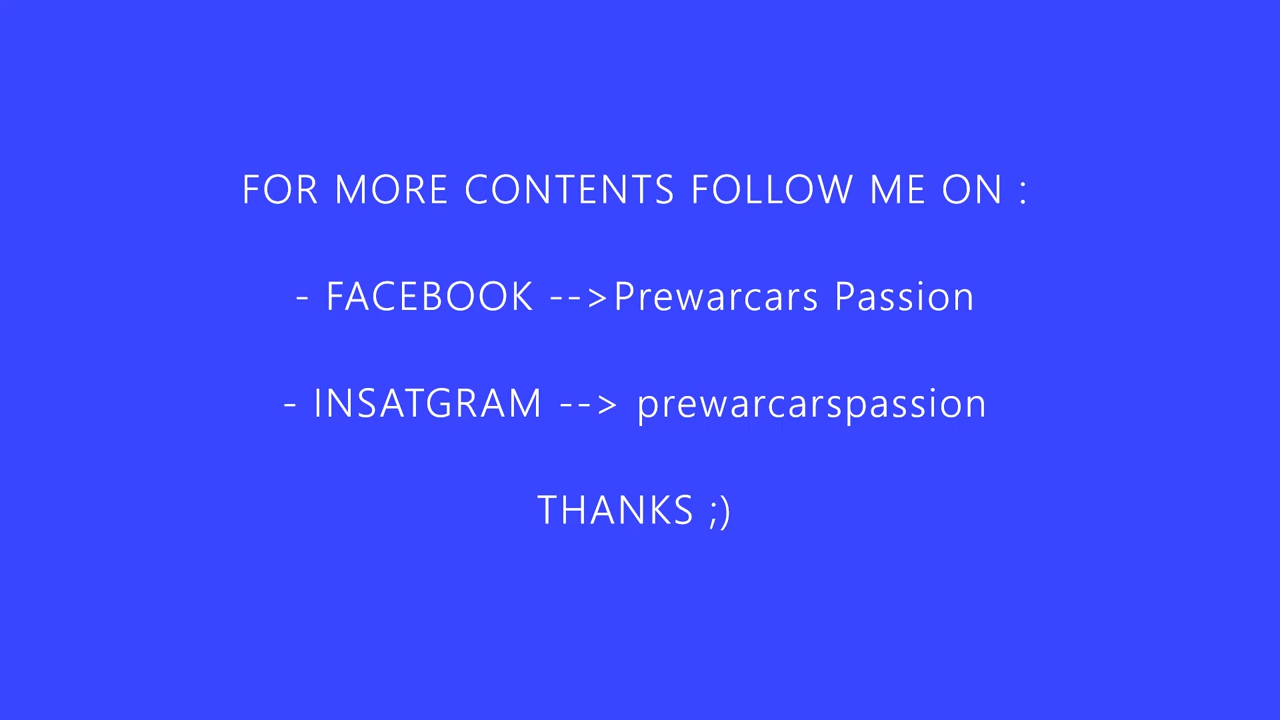 FOR MORE CONTENTS FOLLOW ME ON :
- FACEBOOK -->Prewarcars Passion
- INSATGRAM --> prewarcarspassion
THANKS ;)